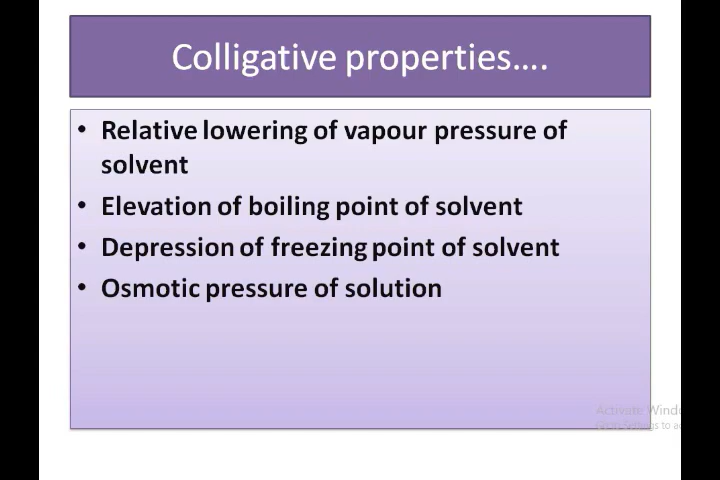 Colligative properties….
• Relative lowering of vapour pressure of
solvent
• Elevation of boiling point of solvent
• Depression of freezing point of solvent
• Osmotic pressure of solution
Activate